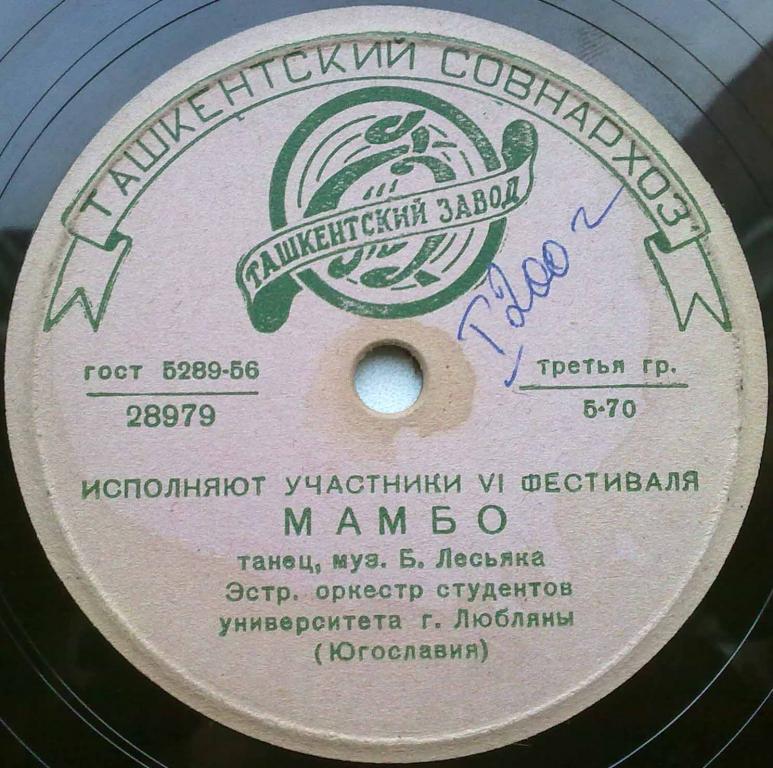 ТАШКЕНТСКИЙ СОВНАРХОЗ
ТАШКЕНТСКИЙ ЗАВОД
гост 5289-56
28979
третья гр.
5-70
ИСПОЛНЯЮТ УЧАСТНИКИ VI ФЕСТИВАЛЯ
МАМБО
танец, муз. Б. Лесьяка
Эстр. оркестр студентов
университета г. Любляны
(Югославия)